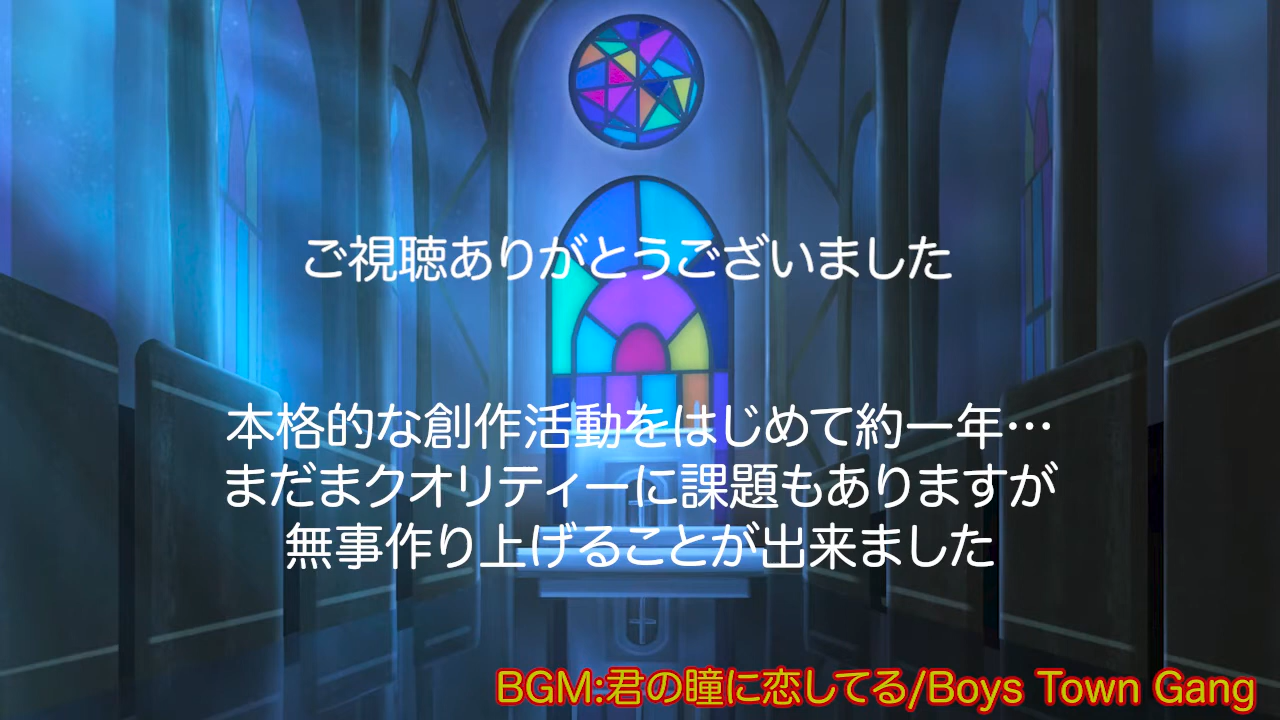 ご視聴ありがとうございました
本格的な創作活動をはじめて約一年…
まだまクオリティーに課題もありますが
無事作り上げることが出来ました
BGM:君の瞳に恋してる/Boys Town Gang